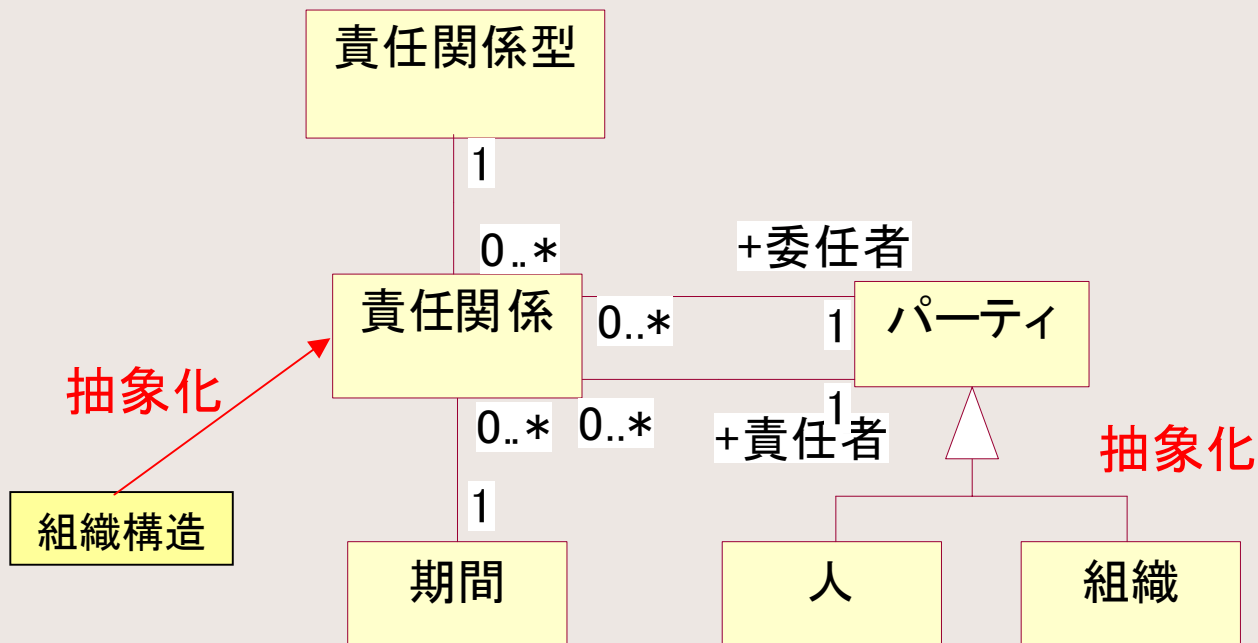 責任関係型
1
0..*
+委任者
責任関係
0..*
1
パーティ
抽象化
0..*
0..*
1
+責任者
抽象化
組織構造
1
期間
人
組織